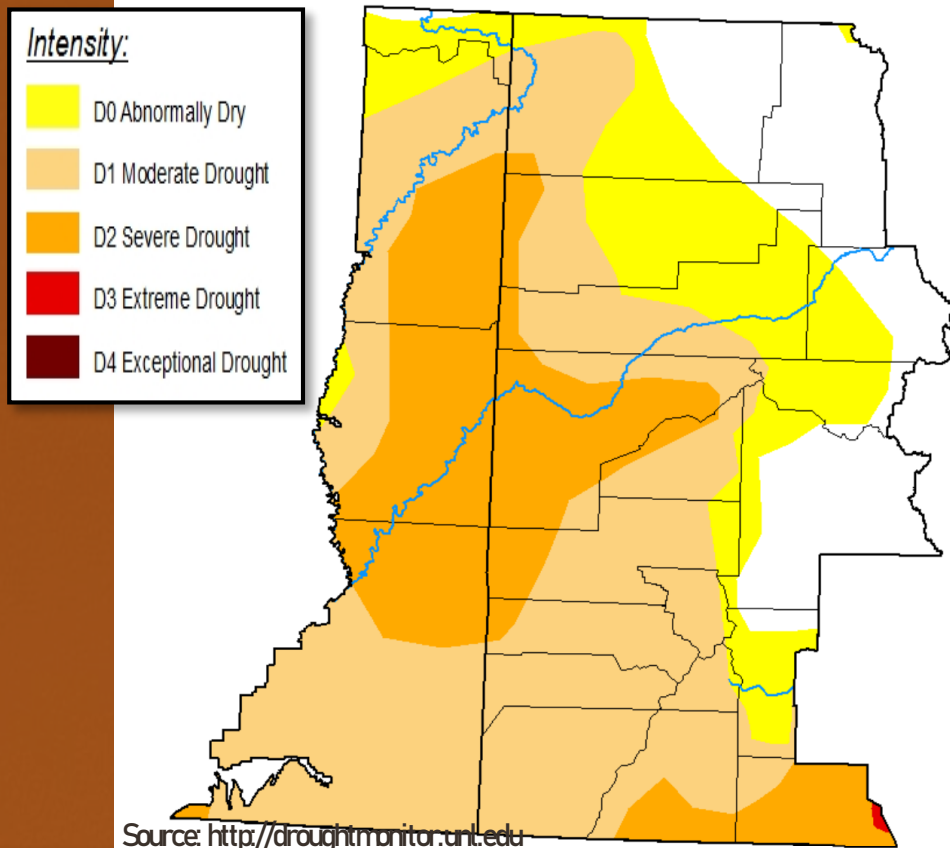 Intensity:
D0 Abnormally Dry
D1 Moderate Drought
D2 Severe Drought
D3 Extreme Drought
D4 Exceptional Drought
Source: http://droughtmonitor.unl.edu